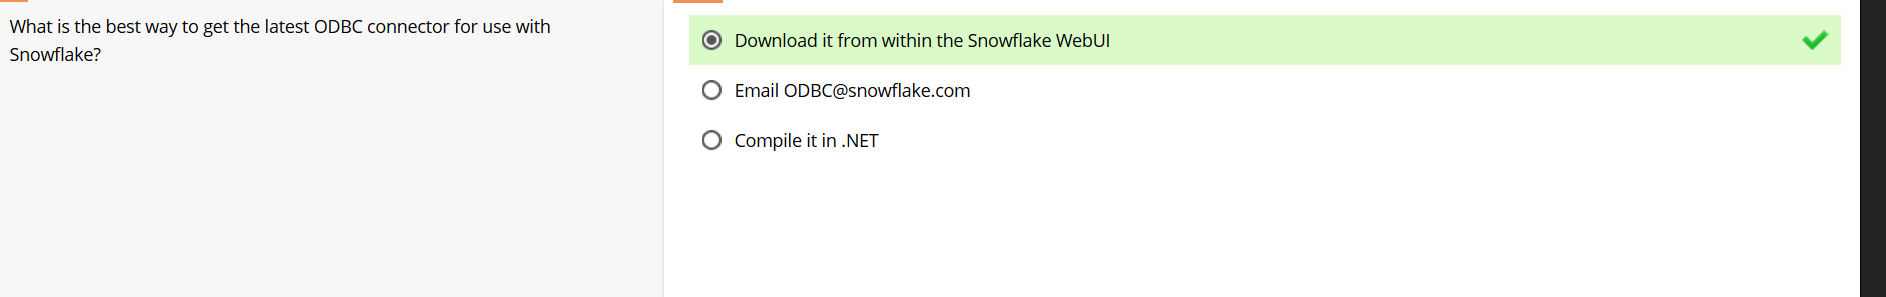 What is the best way to get the latest ODBC connector for use with
Snowflake?
Download it from within the Snowflake WebUI
Email ODBC@snowflake.com
Compile it in .NET